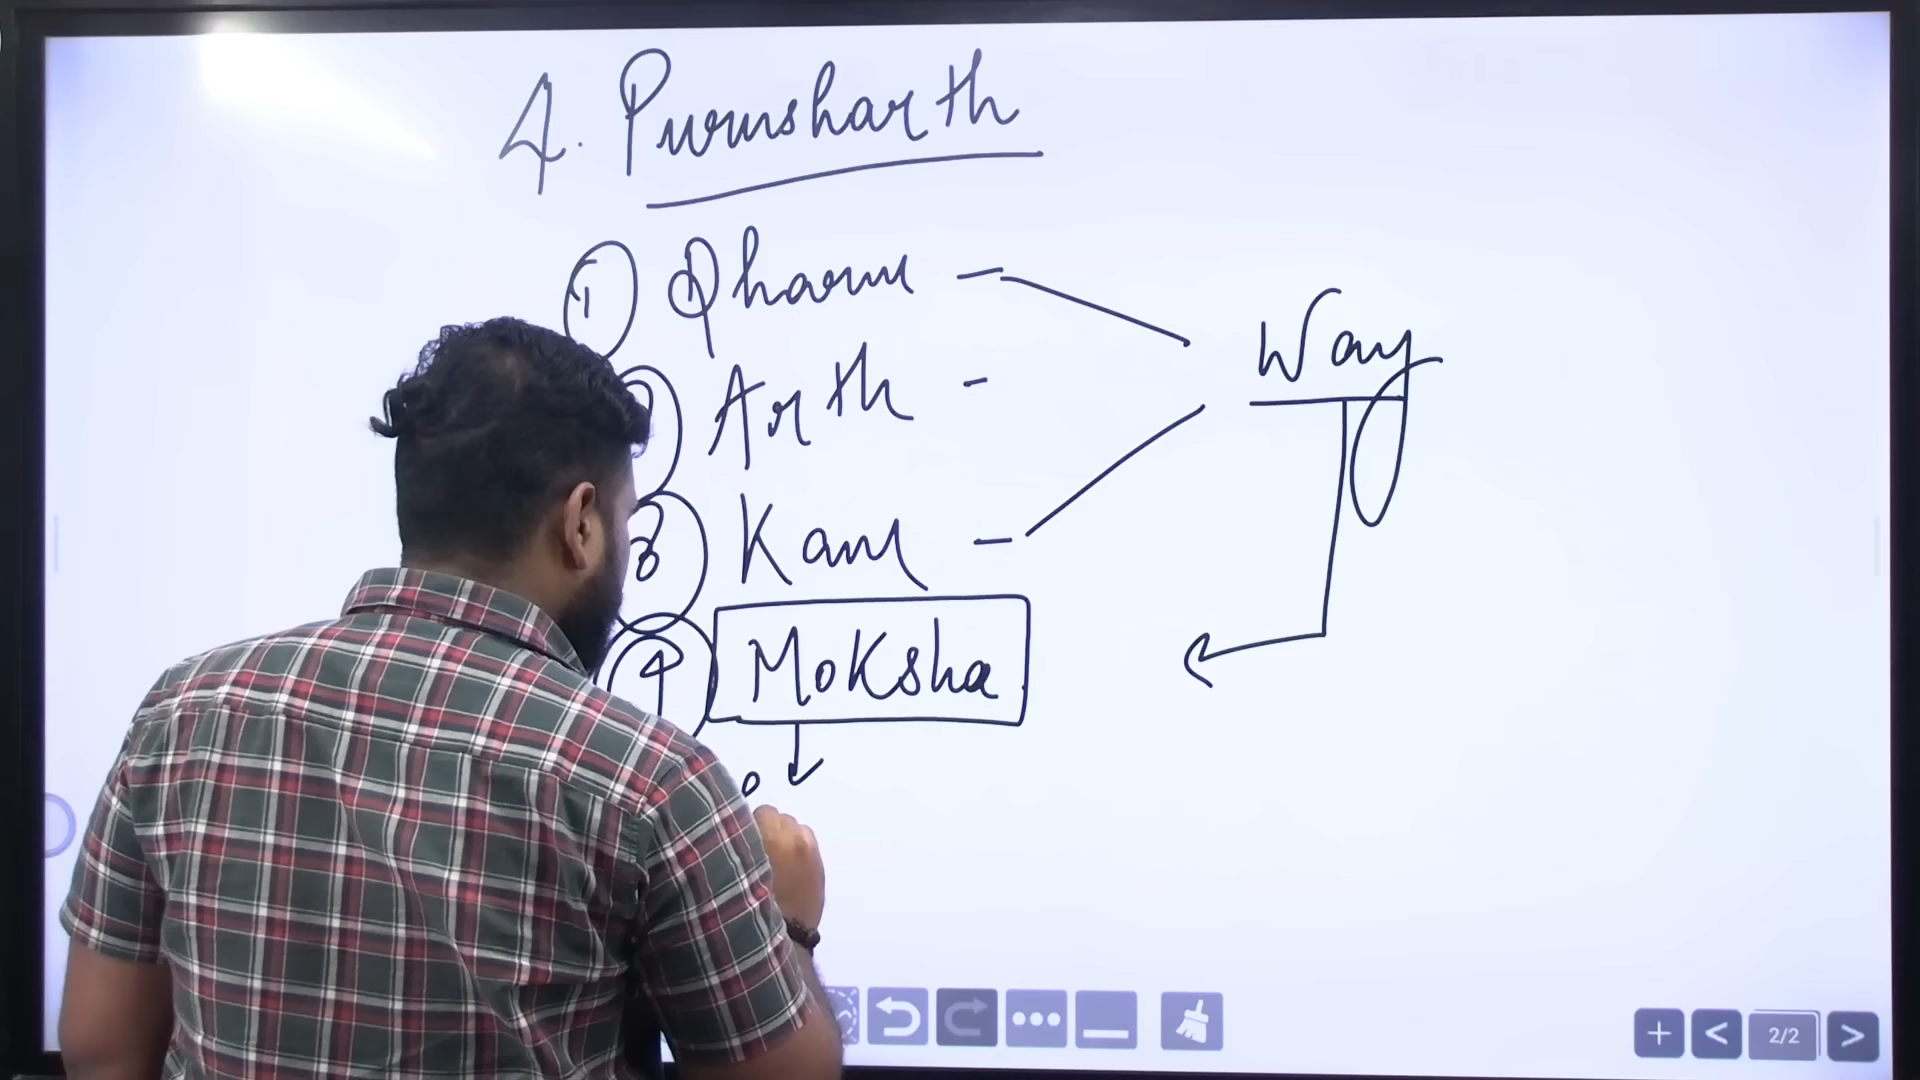 4. Purusharth
1 Dharm -
Arth -
3 Kam -
Way
4 Moksha
2/2